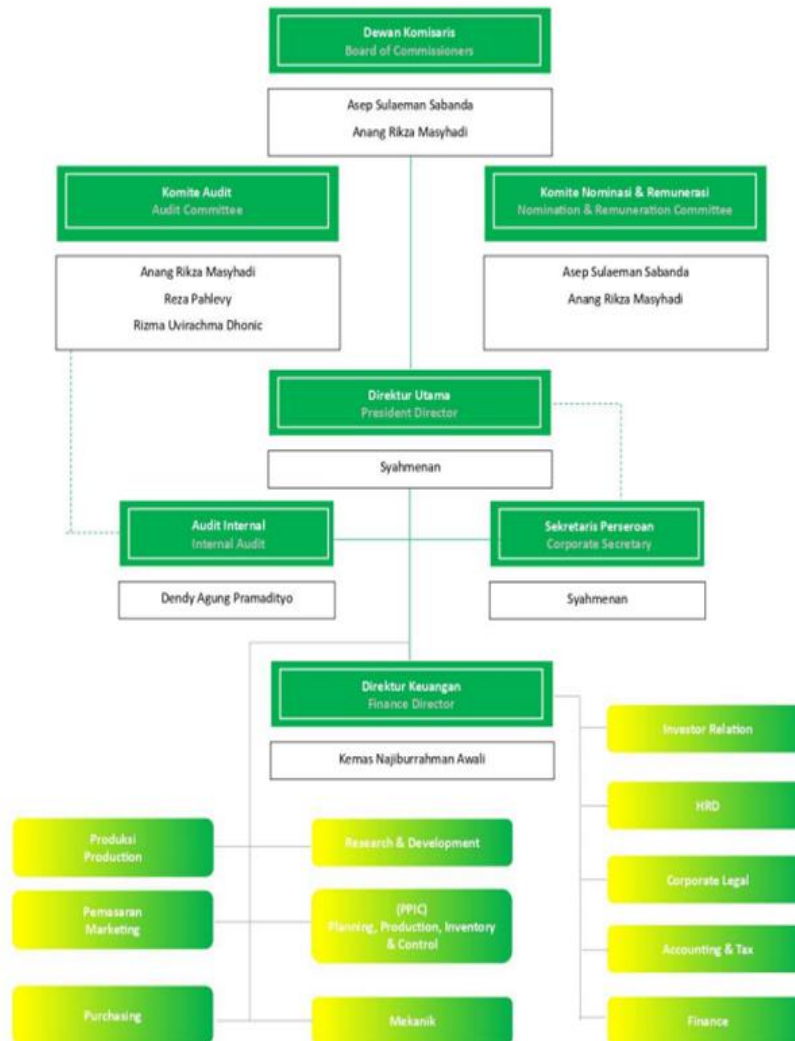 Dewan Komisaris
Board of Commissioners
Asep Sulaeman Sabanda
Anang Rikza Masyhadi
Komite Audit
Audit Committee
Anang Rikza Masyhadi
Reza Pahlevy
Rizma Uvirachma Dhonic
Komite Nominasi & Remunerasi
Nomination & Remuneration Committee
Asep Sulaeman Sabanda
Anang Rikza Masyhadi
Direktur Utama
President Director
Syahmenan
Audit Internal
Internal Audit
Dendy Agung Pramadityo
Sekretaris Perseroan
Corporate Secretary
Syahmenan
Direktur Keuangan
Finance Director
Kemas Najiburrahman Awali
Investor Relation
HRD
Corporate Legal
Accounting & Tax
Finance
Produksi
Production
Research & Development
Pemasaran
Marketing
(PPIC)
Planning, Production, Inventory
& Control
Purchasing
Mekanik